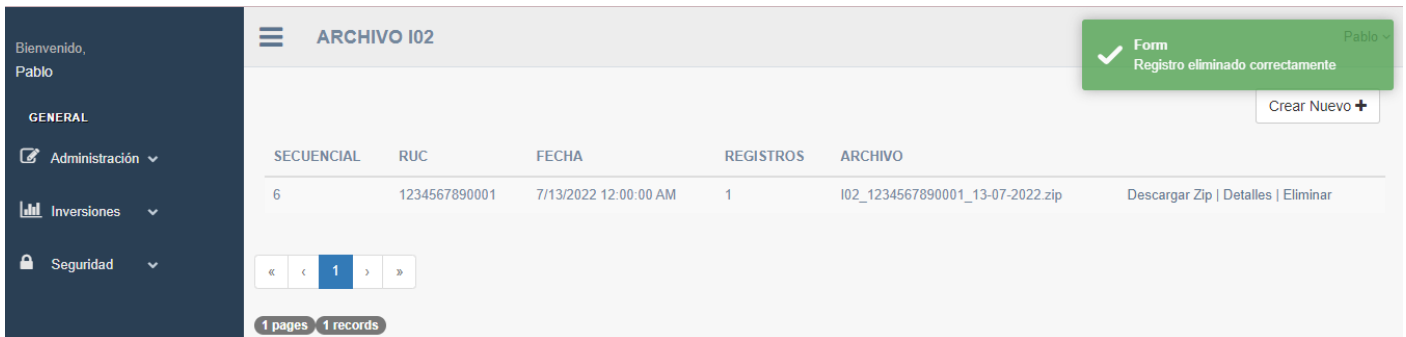 Bienvenido,
Pablo
GENERAL
Administración
Inversiones
Seguridad
ARCHIVO I02
Pablo
Form
Registro eliminado correctamente
Crear Nuevo +
SECUENCIAL RUC FECHA REGISTROS ARCHIVO
6 1234567890001 7/13/2022 12:00:00 AM 1 I02_1234567890001_13-07-2022.zip Descargar Zip | Detalles | Eliminar
« ‹ 1 › »
1 pages 1 records